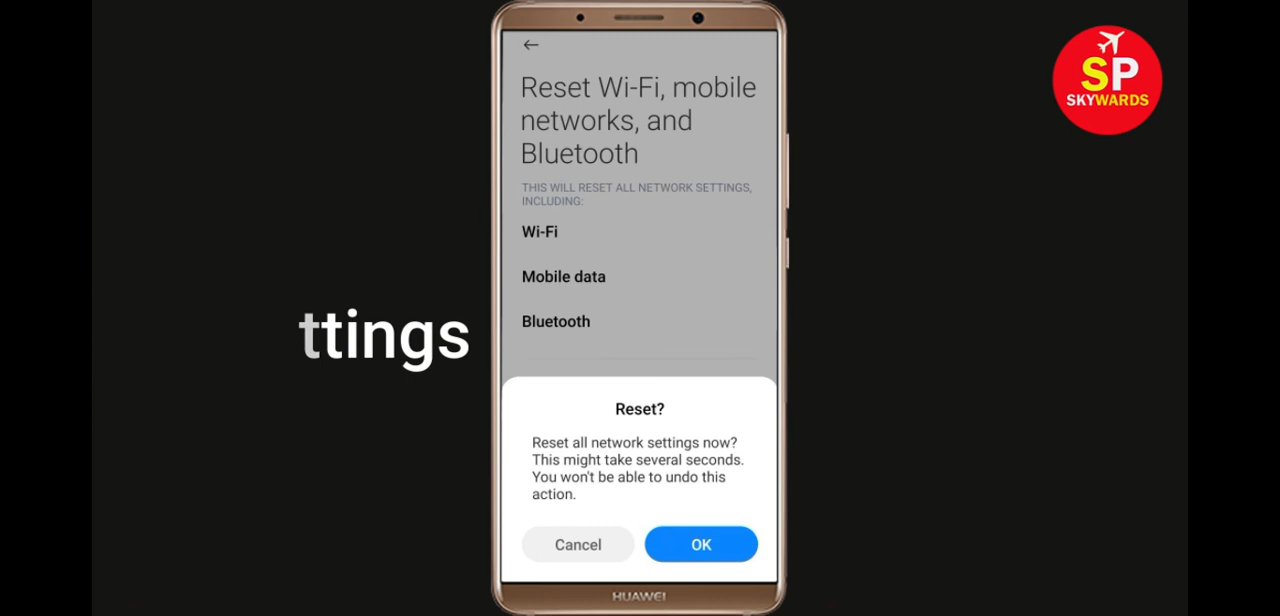 SP
SKYWARDS
Reset Wi-Fi, mobile
networks, and
Bluetooth
THIS WILL RESET ALL NETWORK SETTINGS,
INCLUDING:
Wi-Fi
Mobile data
Bluetooth
ttings
Reset?
Reset all network settings now?
This might take several seconds.
You won't be able to undo this
action.
Cancel
OK
HUAWEI